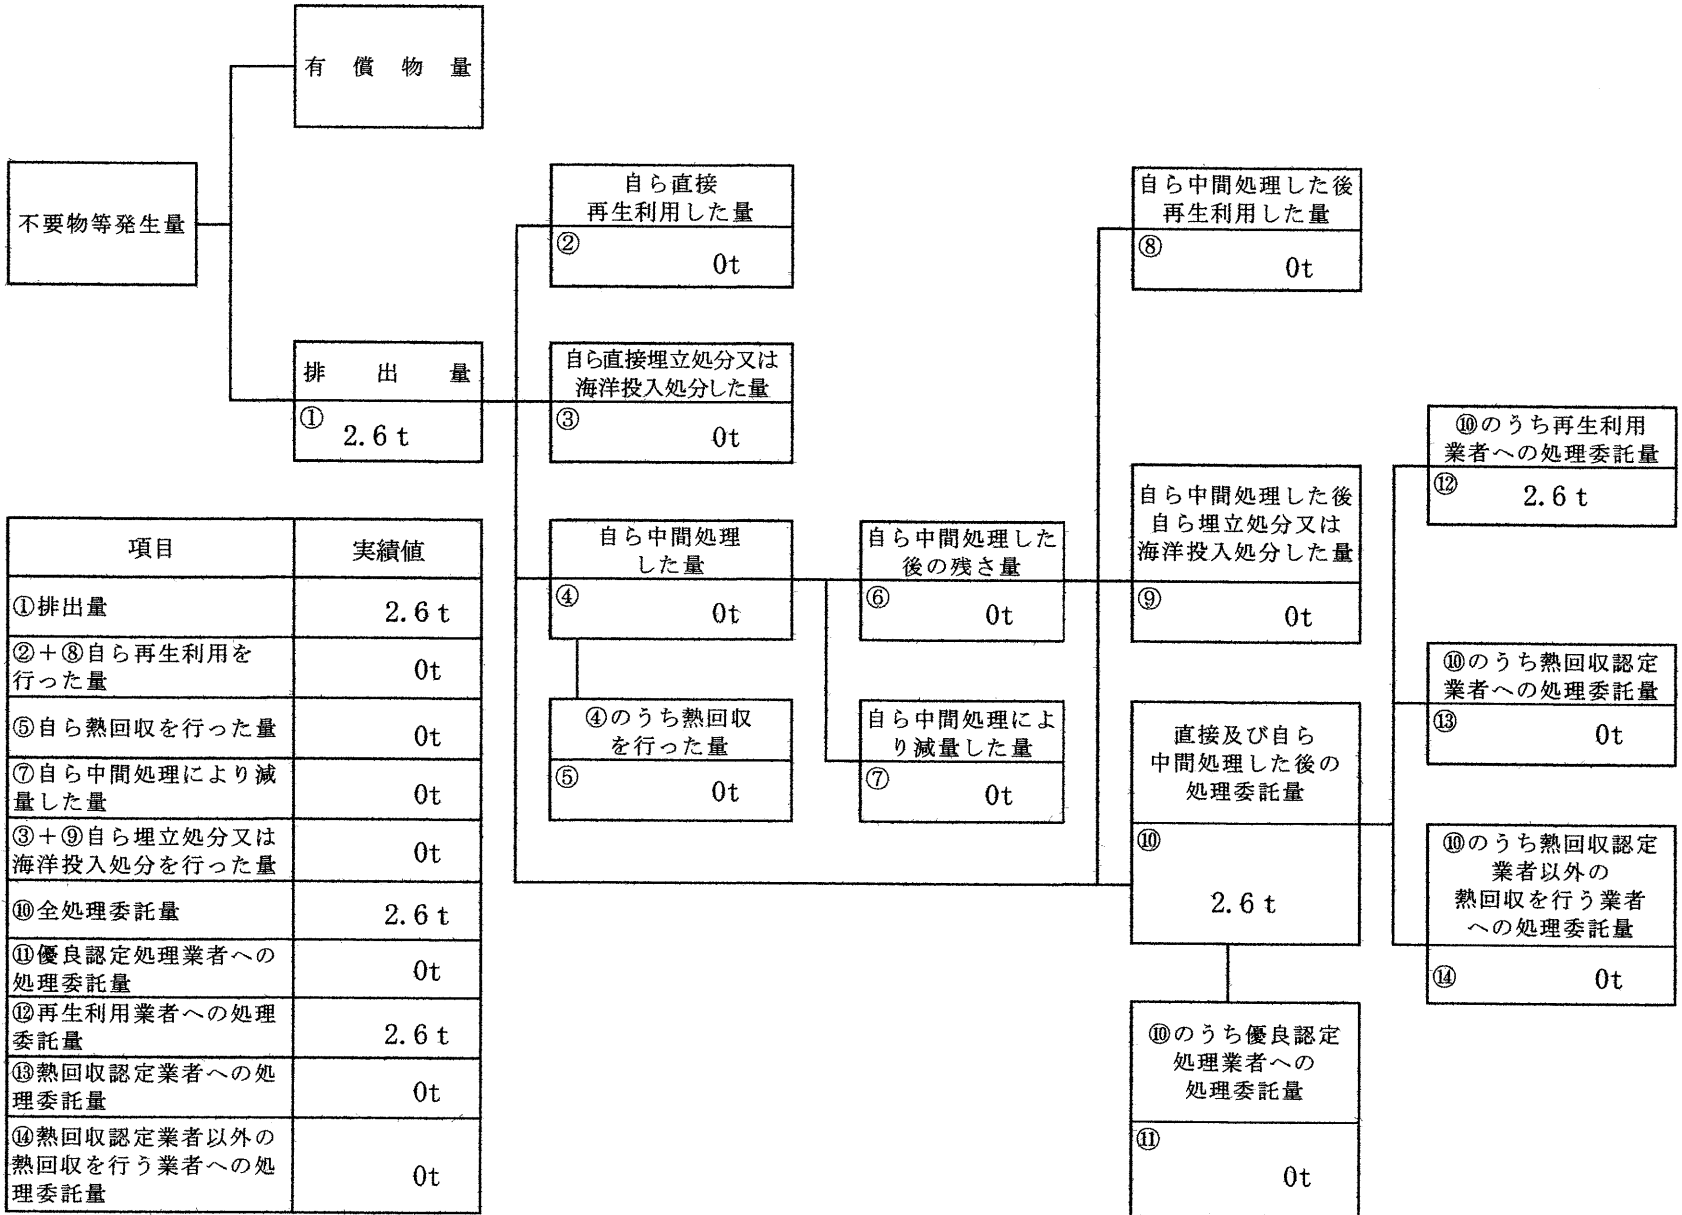 有償物量
不要物等発生量
排出量
①
2.6 t
自ら直接
再生利用した量
②
0t
自ら直接埋立処分又は
海洋投入処分した量
③
0t
自ら中間処理
した量
④
0t
④のうち熱回収
を行った量
⑤
0t
自ら中間処理した
後の残さ量
⑥
0t
自ら中間処理によ
り減量した量
⑦
0t
自ら中間処理した後
再生利用した量
⑧
0t
自ら中間処理した後
自ら埋立処分又は
海洋投入処分した量
⑨
0t
直接及び自ら
中間処理した後の
処理委託量
⑩
2.6 t
⑩のうち優良認定
処理業者への
処理委託量
⑪
0t
⑩のうち再生利用
業者への処理委託量
⑫
2.6 t
⑩のうち熱回収認定
業者への処理委託量
⑬
0t
⑩のうち熱回収認定
業者以外の
熱回収を行う業者
への処理委託量
⑭
0t
項目 実績値
①排出量 2.6 t
②+⑧自ら再生利用を
行った量 0t
⑤自ら熱回収を行った量 0t
⑦自ら中間処理により減
量した量 0t
③+⑨自ら埋立処分又は
海洋投入処分を行った量 0t
⑩全処理委託量 2.6 t
⑪優良認定処理業者への
処理委託量 0t
⑫再生利用業者への処理
委託量 2.6 t
⑬熱回収認定業者への処
理委託量 0t
⑭熱回収認定業者以外の
熱回収を行う業者への処
理委託量 0t